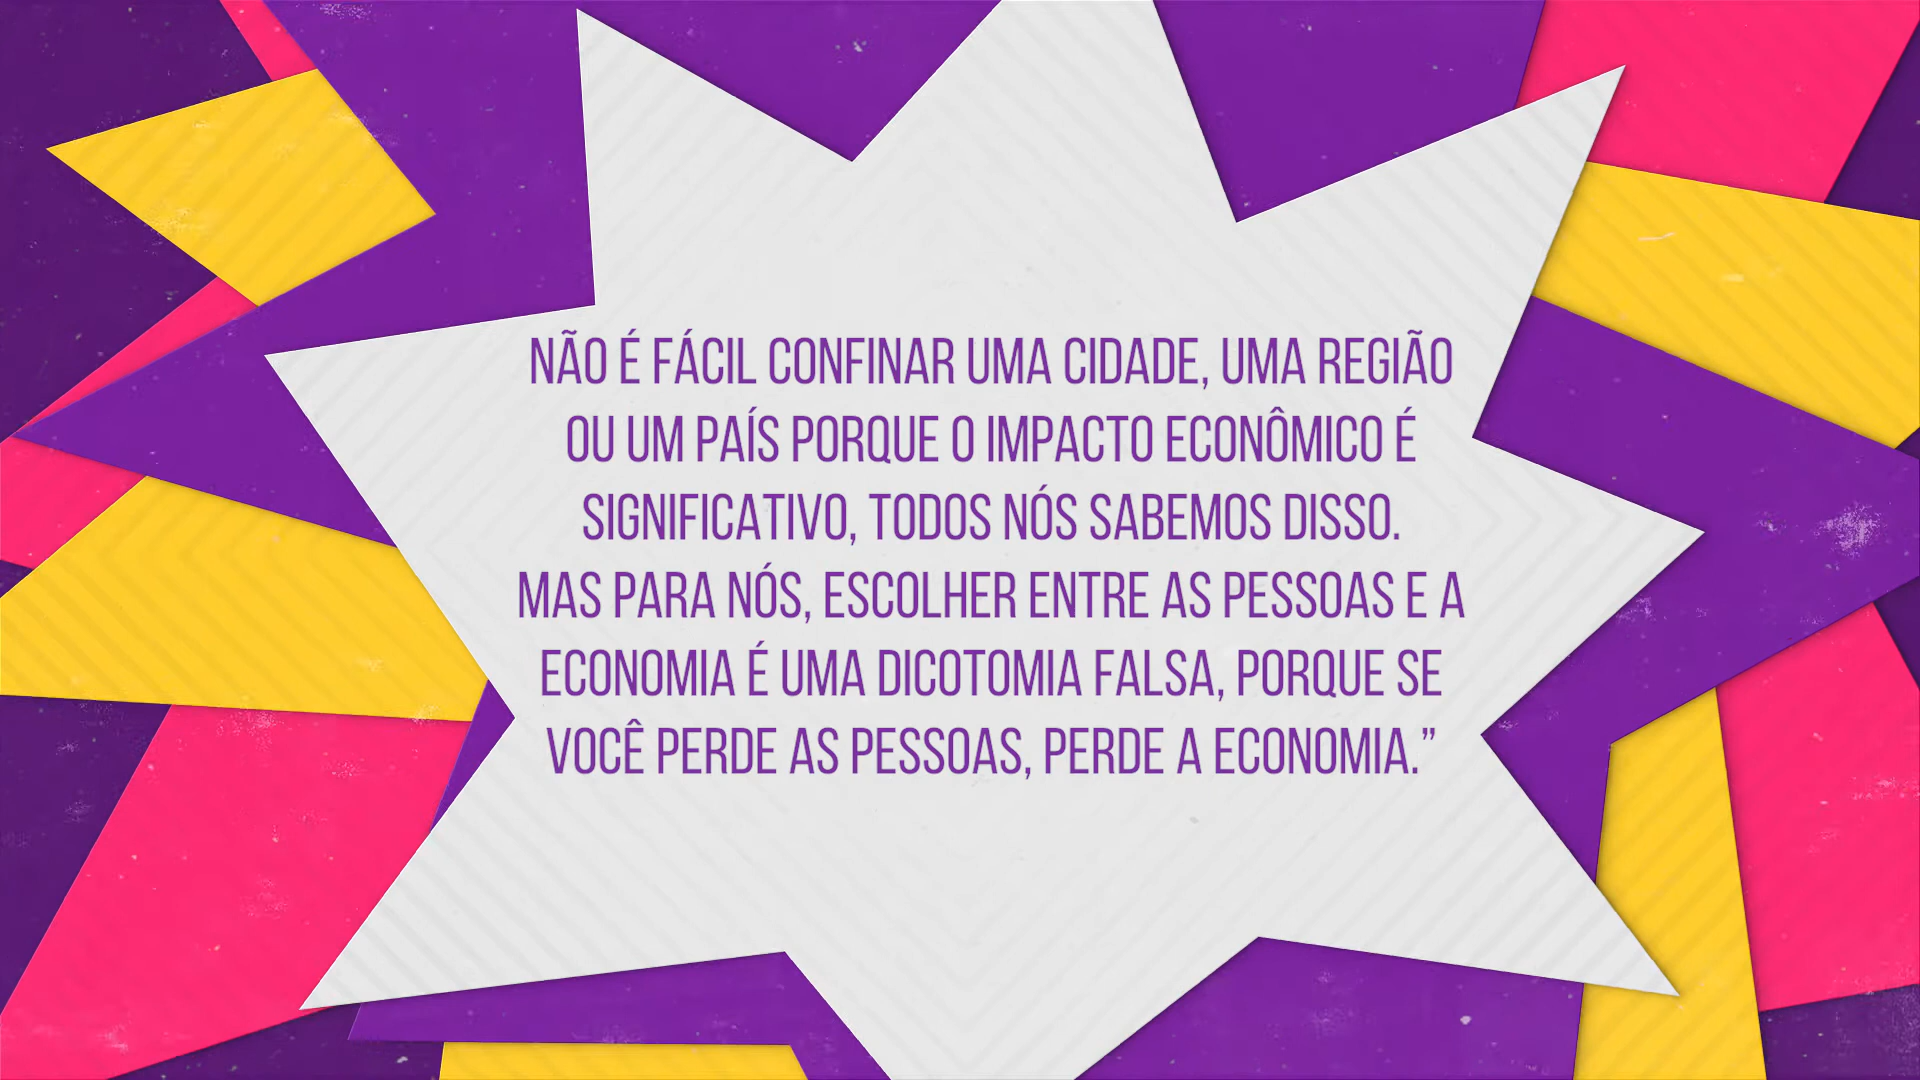 NÃO É FÁCIL CONFINAR UMA CIDADE, UMA REGIÃO
OU UM PAÍS PORQUE O IMPACTO ECONÔMICO É
SIGNIFICATIVO, TODOS NÓS SABEMOS DISSO.
MAS PARA NÓS, ESCOLHER ENTRE AS PESSOAS E A
ECONOMIA É UMA DICOTOMIA FALSA, PORQUE SE
VOCÊ PERDE AS PESSOAS, PERDE A ECONOMIA.”